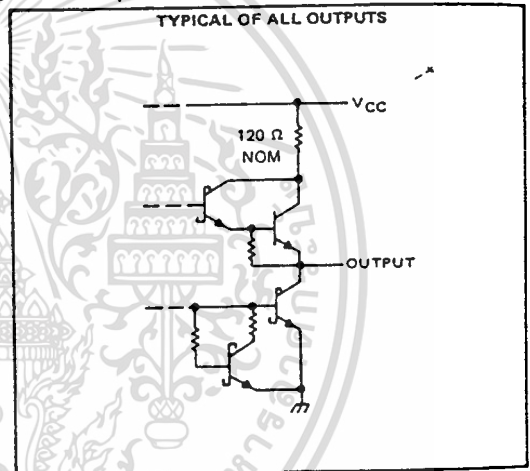 TYPICAL OF ALL OUTPUTS
VCC
120 Ω
NOM
OUTPUT